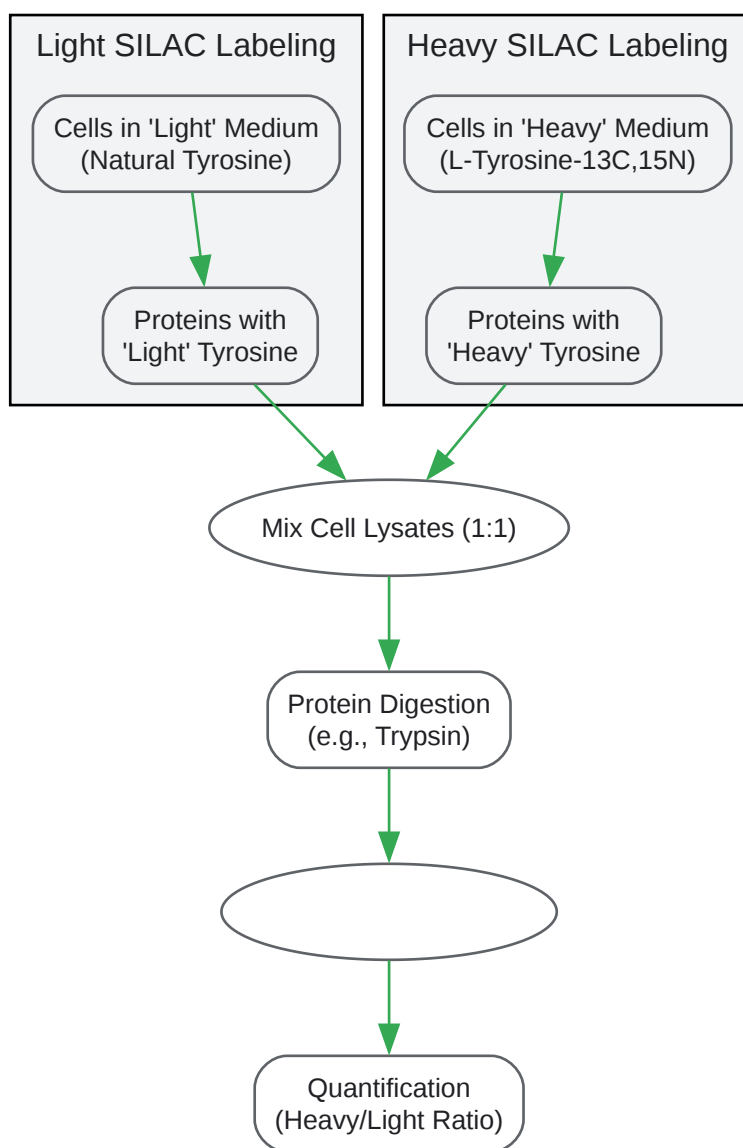 Light SILAC Labeling
Cells in 'Light' Medium
(Natural Tyrosine)
Proteins with
'Light' Tyrosine
Heavy SILAC Labeling
Cells in 'Heavy' Medium
(L-Tyrosine-13C,15N)
Proteins with
'Heavy' Tyrosine
Mix Cell Lysates (1:1)
Protein Digestion
(e.g., Trypsin)
Quantification
(Heavy/Light Ratio)